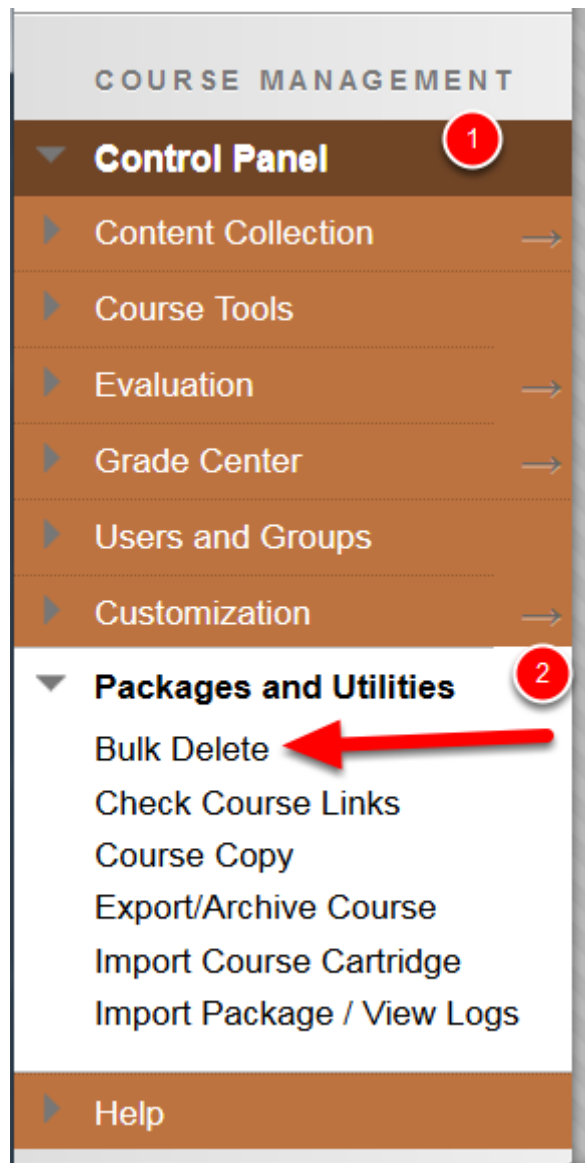 COURSE MANAGEMENT
Control Panel 1
Content Collection
Course Tools
Evaluation
Grade Center
Users and Groups
Customization
Packages and Utilities 2
Bulk Delete
Check Course Links
Course Copy
Export/Archive Course
Import Course Cartridge
Import Package / View Logs
Help